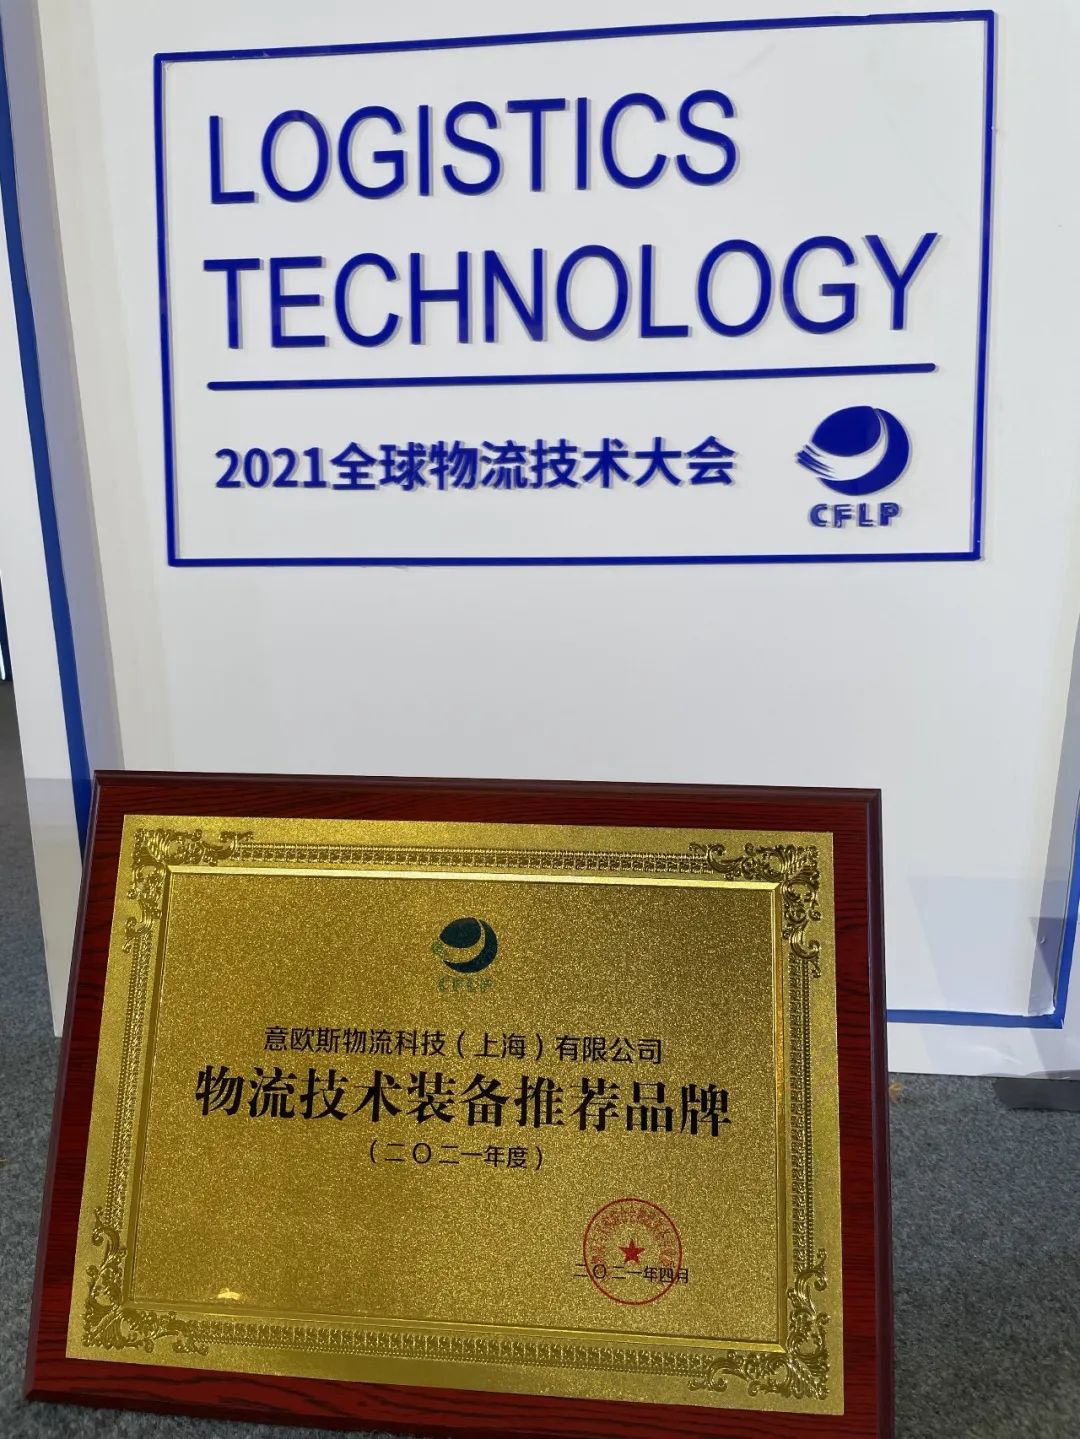 LOGISTICS
TECHNOLOGY
2021全球物流技术大会
CFLP
CFLP
意欧斯物流科技（上海）有限公司
物流技术装备推荐品牌
（二〇二一年度）
二〇二一年四月